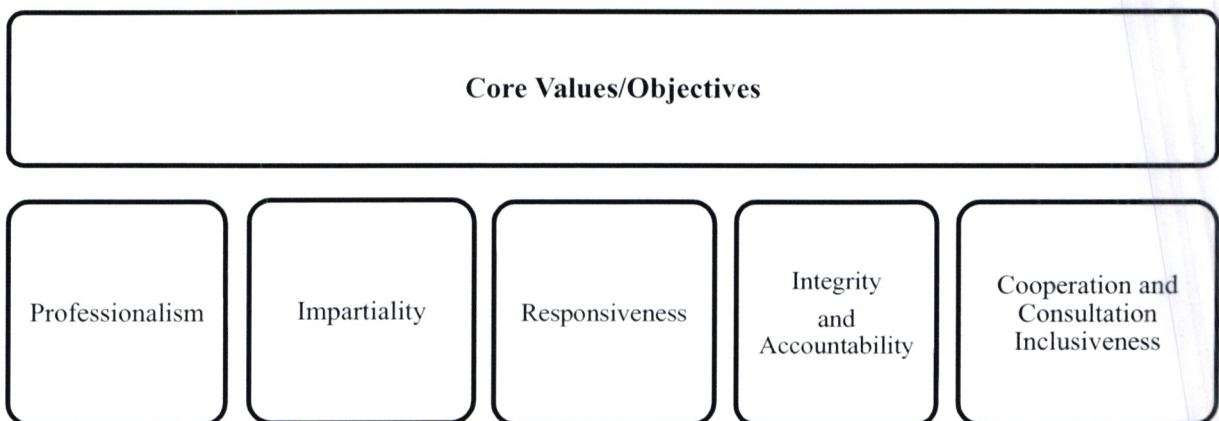 Core Values/Objectives
Professionalism
Impartiality
Responsiveness
Integrity
and
Accountability
Cooperation and
Consultation
Inclusiveness